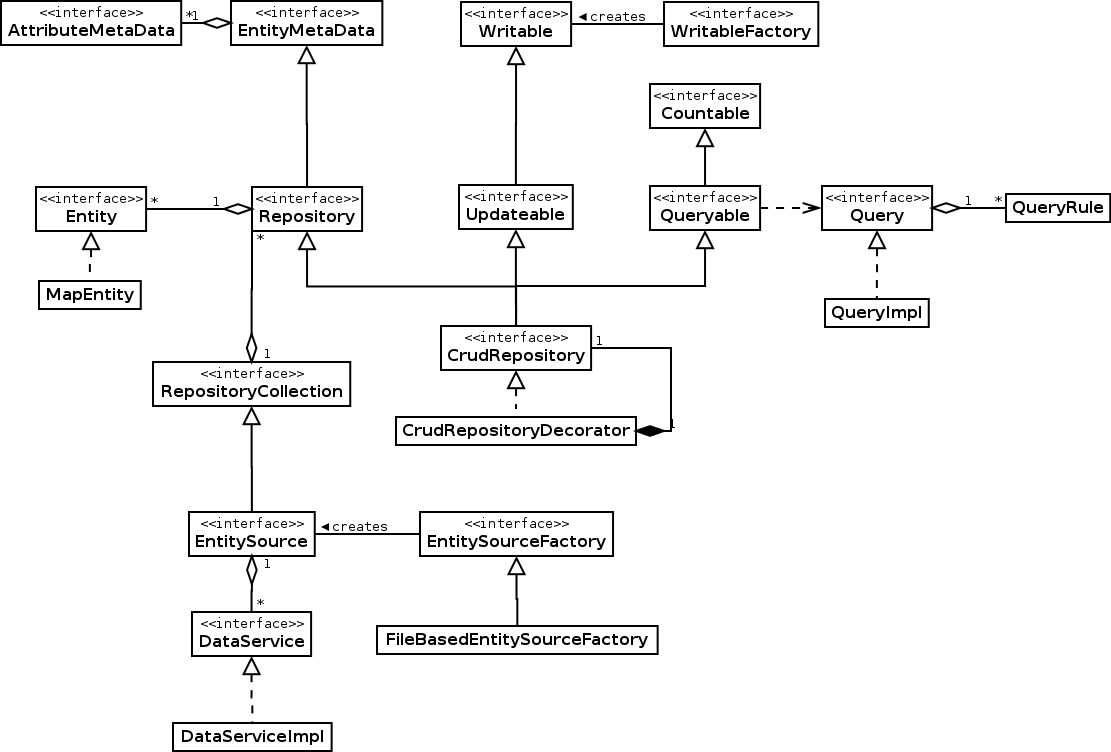 <<interface>>
AttributeMetaData
*
1
<<interface>>
EntityMetaData
<<interface>>
Writable
◄creates
<<interface>>
WritableFactory
<<interface>>
Countable
<<interface>>
Entity
*
1
<<interface>>
Repository
*
<<interface>>
Updateable
<<interface>>
Queryable
<<interface>>
Query
1
*
QueryRule
MapEntity
QueryImpl
<<interface>>
CrudRepository
1
1
<<interface>>
RepositoryCollection
CrudRepositoryDecorator
1
<<interface>>
EntitySource
◄creates
<<interface>>
EntitySourceFactory
1
*
<<interface>>
DataService
FileBasedEntitySourceFactory
DataServiceImpl